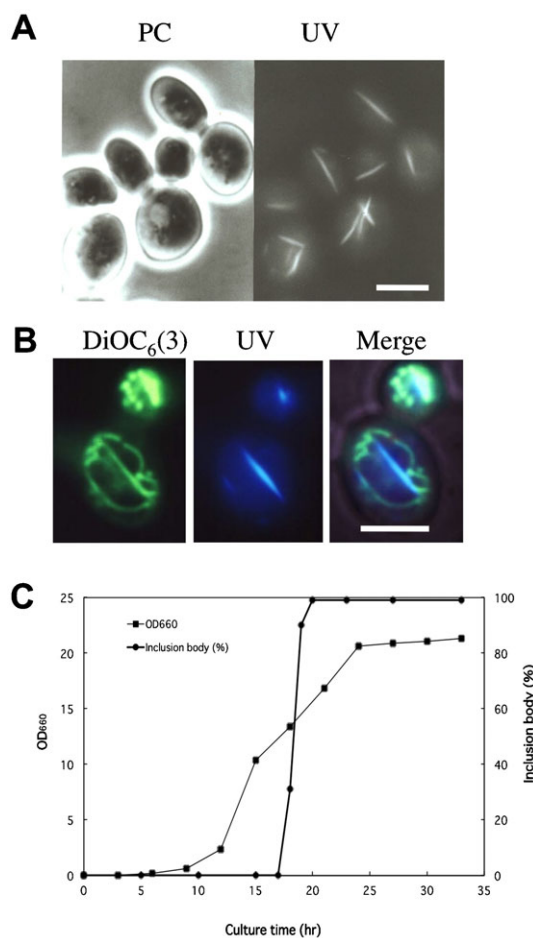 A
PC UV
B
DiOC6(3) UV Merge
C
OD660
Inclusion body (%)
25
20
15
10
5
0
100
80
60
40
20
0
OD660
Inclusion body (%)
0 5 10 15 20 25 30 35
Culture time (hr)